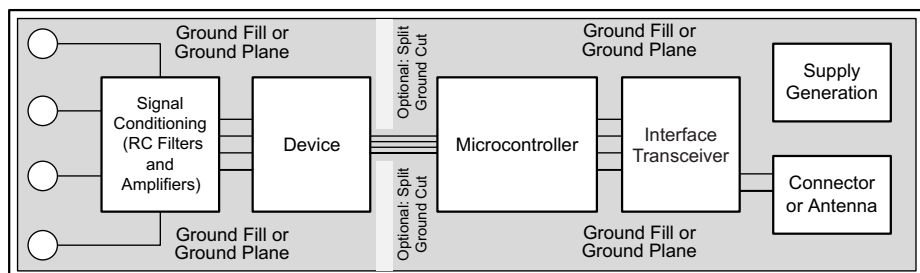 Ground Fill or
Ground Plane
Optional: Split
Ground Cut
Ground Fill or
Ground Plane
Supply
Generation
Signal
Conditioning
(RC Filters
and
Amplifiers)
Device
Microcontroller
Interface
Transceiver
Connector
or Antenna
Ground Fill or
Ground Plane
Optional: Split
Ground Cut
Ground Fill or
Ground Plane